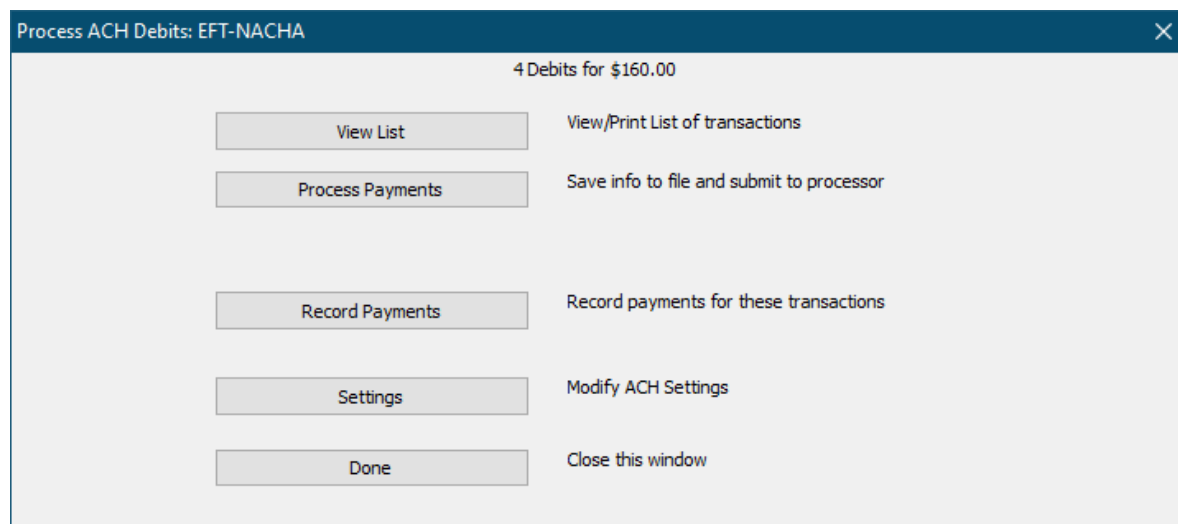 Process ACH Debits: EFT-NACHA
4 Debits for $160.00
View List
View/Print List of transactions
Process Payments
Save info to file and submit to processor
Record Payments
Record payments for these transactions
Settings
Modify ACH Settings
Done
Close this window